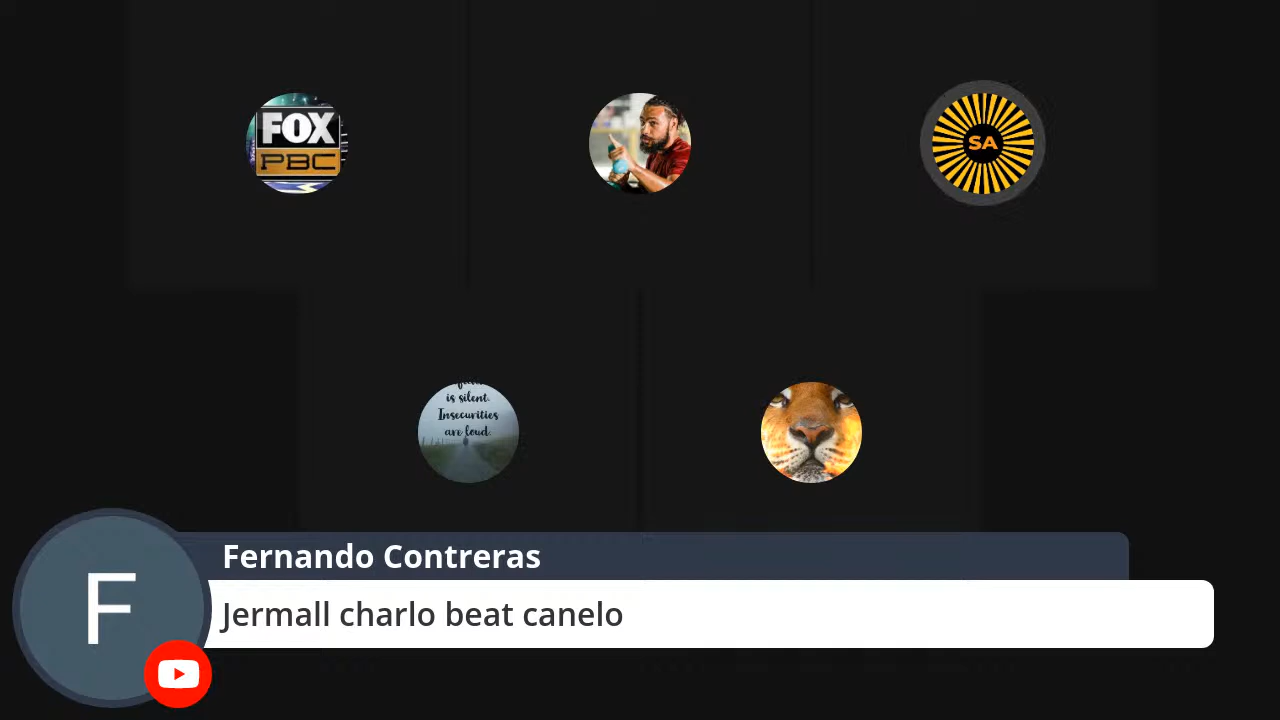 FOX
PBC
SA
is silent.
Insecurities
are loud.
F
Fernando Contreras
Jermall charlo beat canelo